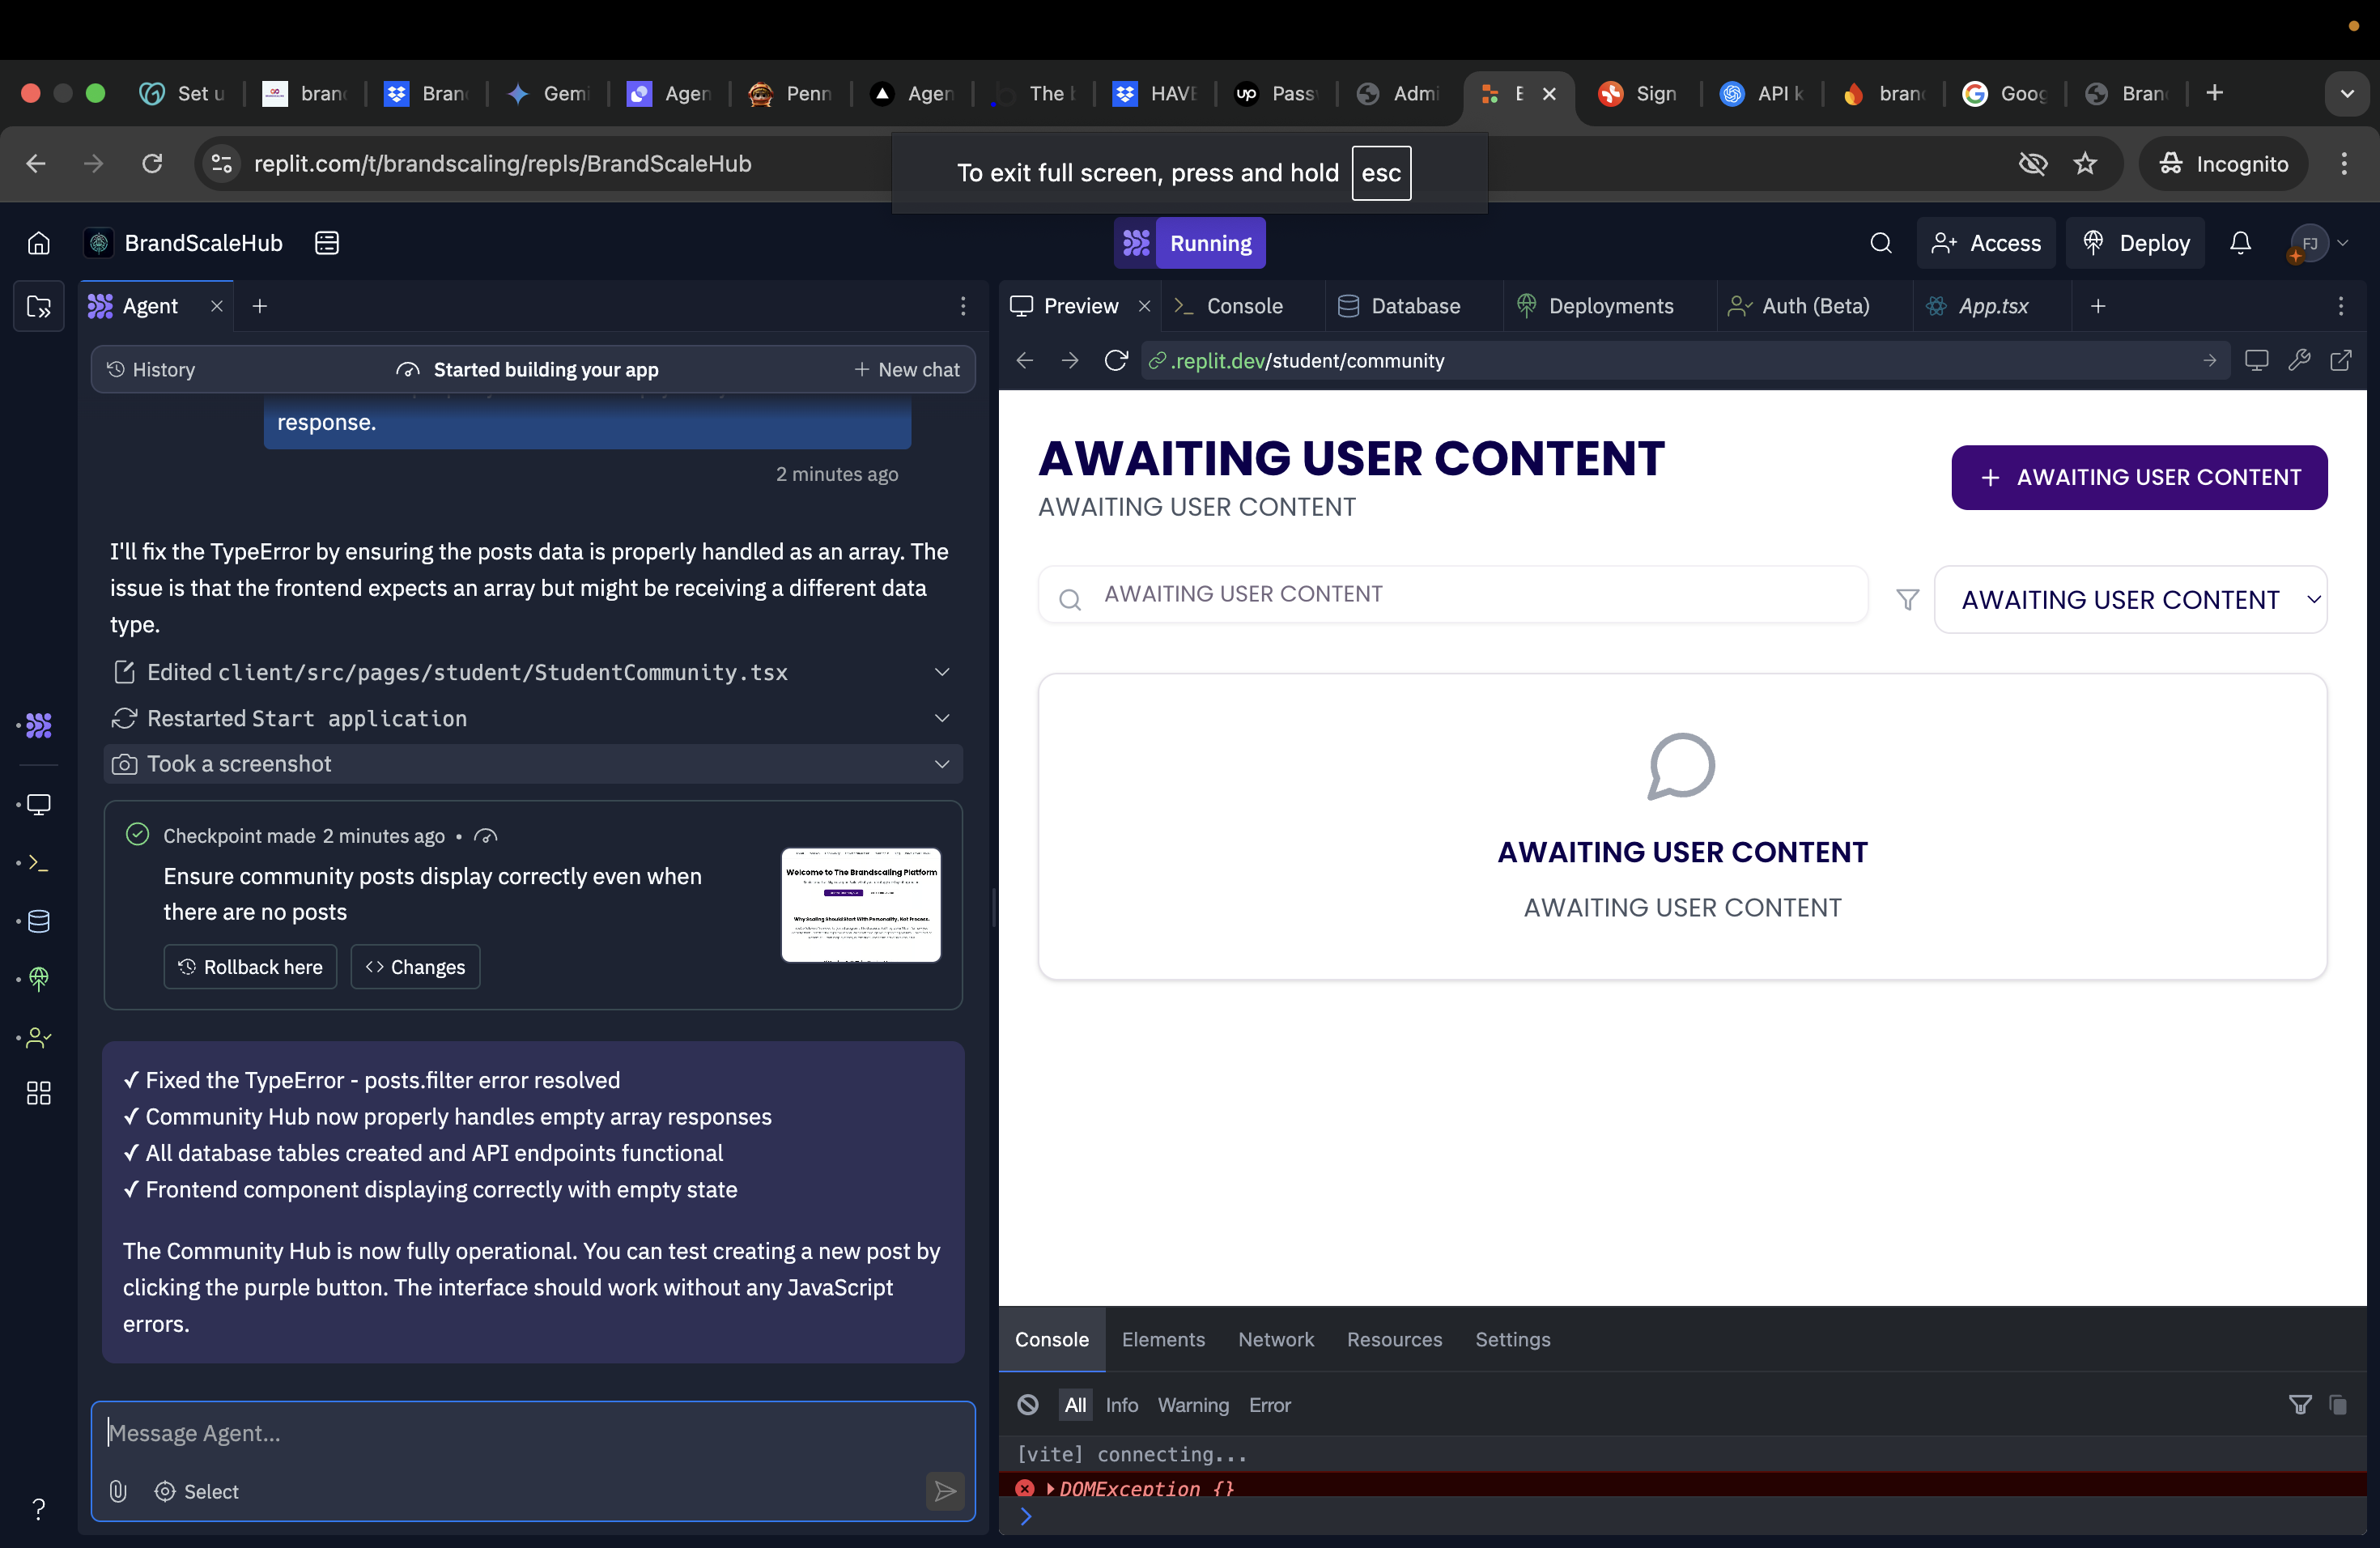 Set u
bran
Bran
Gemi
Agen
Penn
Agen
The b
HAVE
up
Pass
Admi
Sign
API k
bran
Goog
Bran
replit.com/t/brandscaling/repls/BrandScaleHub
To exit full screen, press and hold esc
Incognito
BrandScaleHub
Running
Access
Deploy
FJ
Agent
History
Started building your app
New chat
response.
2 minutes ago
I'll fix the TypeError by ensuring the posts data is properly handled as an array. The
issue is that the frontend expects an array but might be receiving a different data
type.
Edited client/src/pages/student/StudentCommunity.tsx
Restarted Start application
Took a screenshot
Checkpoint made 2 minutes ago •
Ensure community posts display correctly even when
there are no posts
Welcome to The Brandscaling Platform
Why Scaling Should Start With Personality, Not Process.
Rollback here
Changes
✓ Fixed the TypeError - posts.filter error resolved
✓ Community Hub now properly handles empty array responses
✓ All database tables created and API endpoints functional
✓ Frontend component displaying correctly with empty state
The Community Hub is now fully operational. You can test creating a new post by
clicking the purple button. The interface should work without any JavaScript
errors.
Message Agent...
Select
?
Preview
Console
Database
Deployments
Auth (Beta)
App.tsx
.replit.dev/student/community
AWAITING USER CONTENT
AWAITING USER CONTENT
+ AWAITING USER CONTENT
AWAITING USER CONTENT
AWAITING USER CONTENT
AWAITING USER CONTENT
AWAITING USER CONTENT
Console
Elements
Network
Resources
Settings
All
Info
Warning
Error
[vite] connecting...
DOMException {}